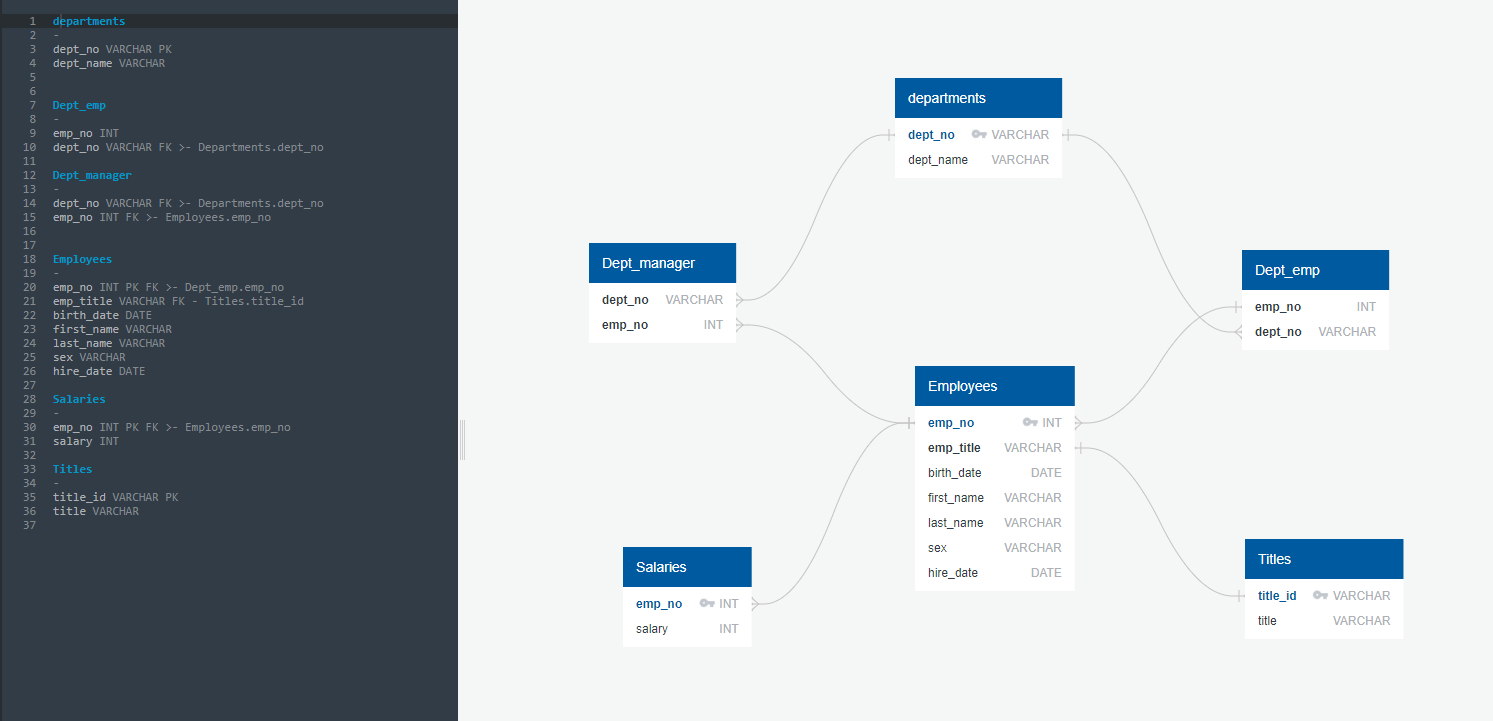 1 departments
2 -
3 dept_no VARCHAR PK
4 dept_name VARCHAR
5
6
7 Dept_emp
8 -
9 emp_no INT
10 dept_no VARCHAR FK >- Departments.dept_no
11
12 Dept_manager
13 -
14 dept_no VARCHAR FK >- Departments.dept_no
15 emp_no INT FK >- Employees.emp_no
16
17
18 Employees
19 -
20 emp_no INT PK FK >- Dept_emp.emp_no
21 emp_title VARCHAR FK - Titles.title_id
22 birth_date DATE
23 first_name VARCHAR
24 last_name VARCHAR
25 sex VARCHAR
26 hire_date DATE
27
28 Salaries
29 -
30 emp_no INT PK FK >- Employees.emp_no
31 salary INT
32
33 Titles
34 -
35 title_id VARCHAR PK
36 title VARCHAR
37
departments
dept_no VARCHAR
dept_name VARCHAR
Dept_manager
dept_no VARCHAR
emp_no INT
Dept_emp
emp_no INT
dept_no VARCHAR
Employees
emp_no INT
emp_title VARCHAR
birth_date DATE
first_name VARCHAR
last_name VARCHAR
sex VARCHAR
hire_date DATE
Salaries
emp_no INT
salary INT
Titles
title_id VARCHAR
title VARCHAR